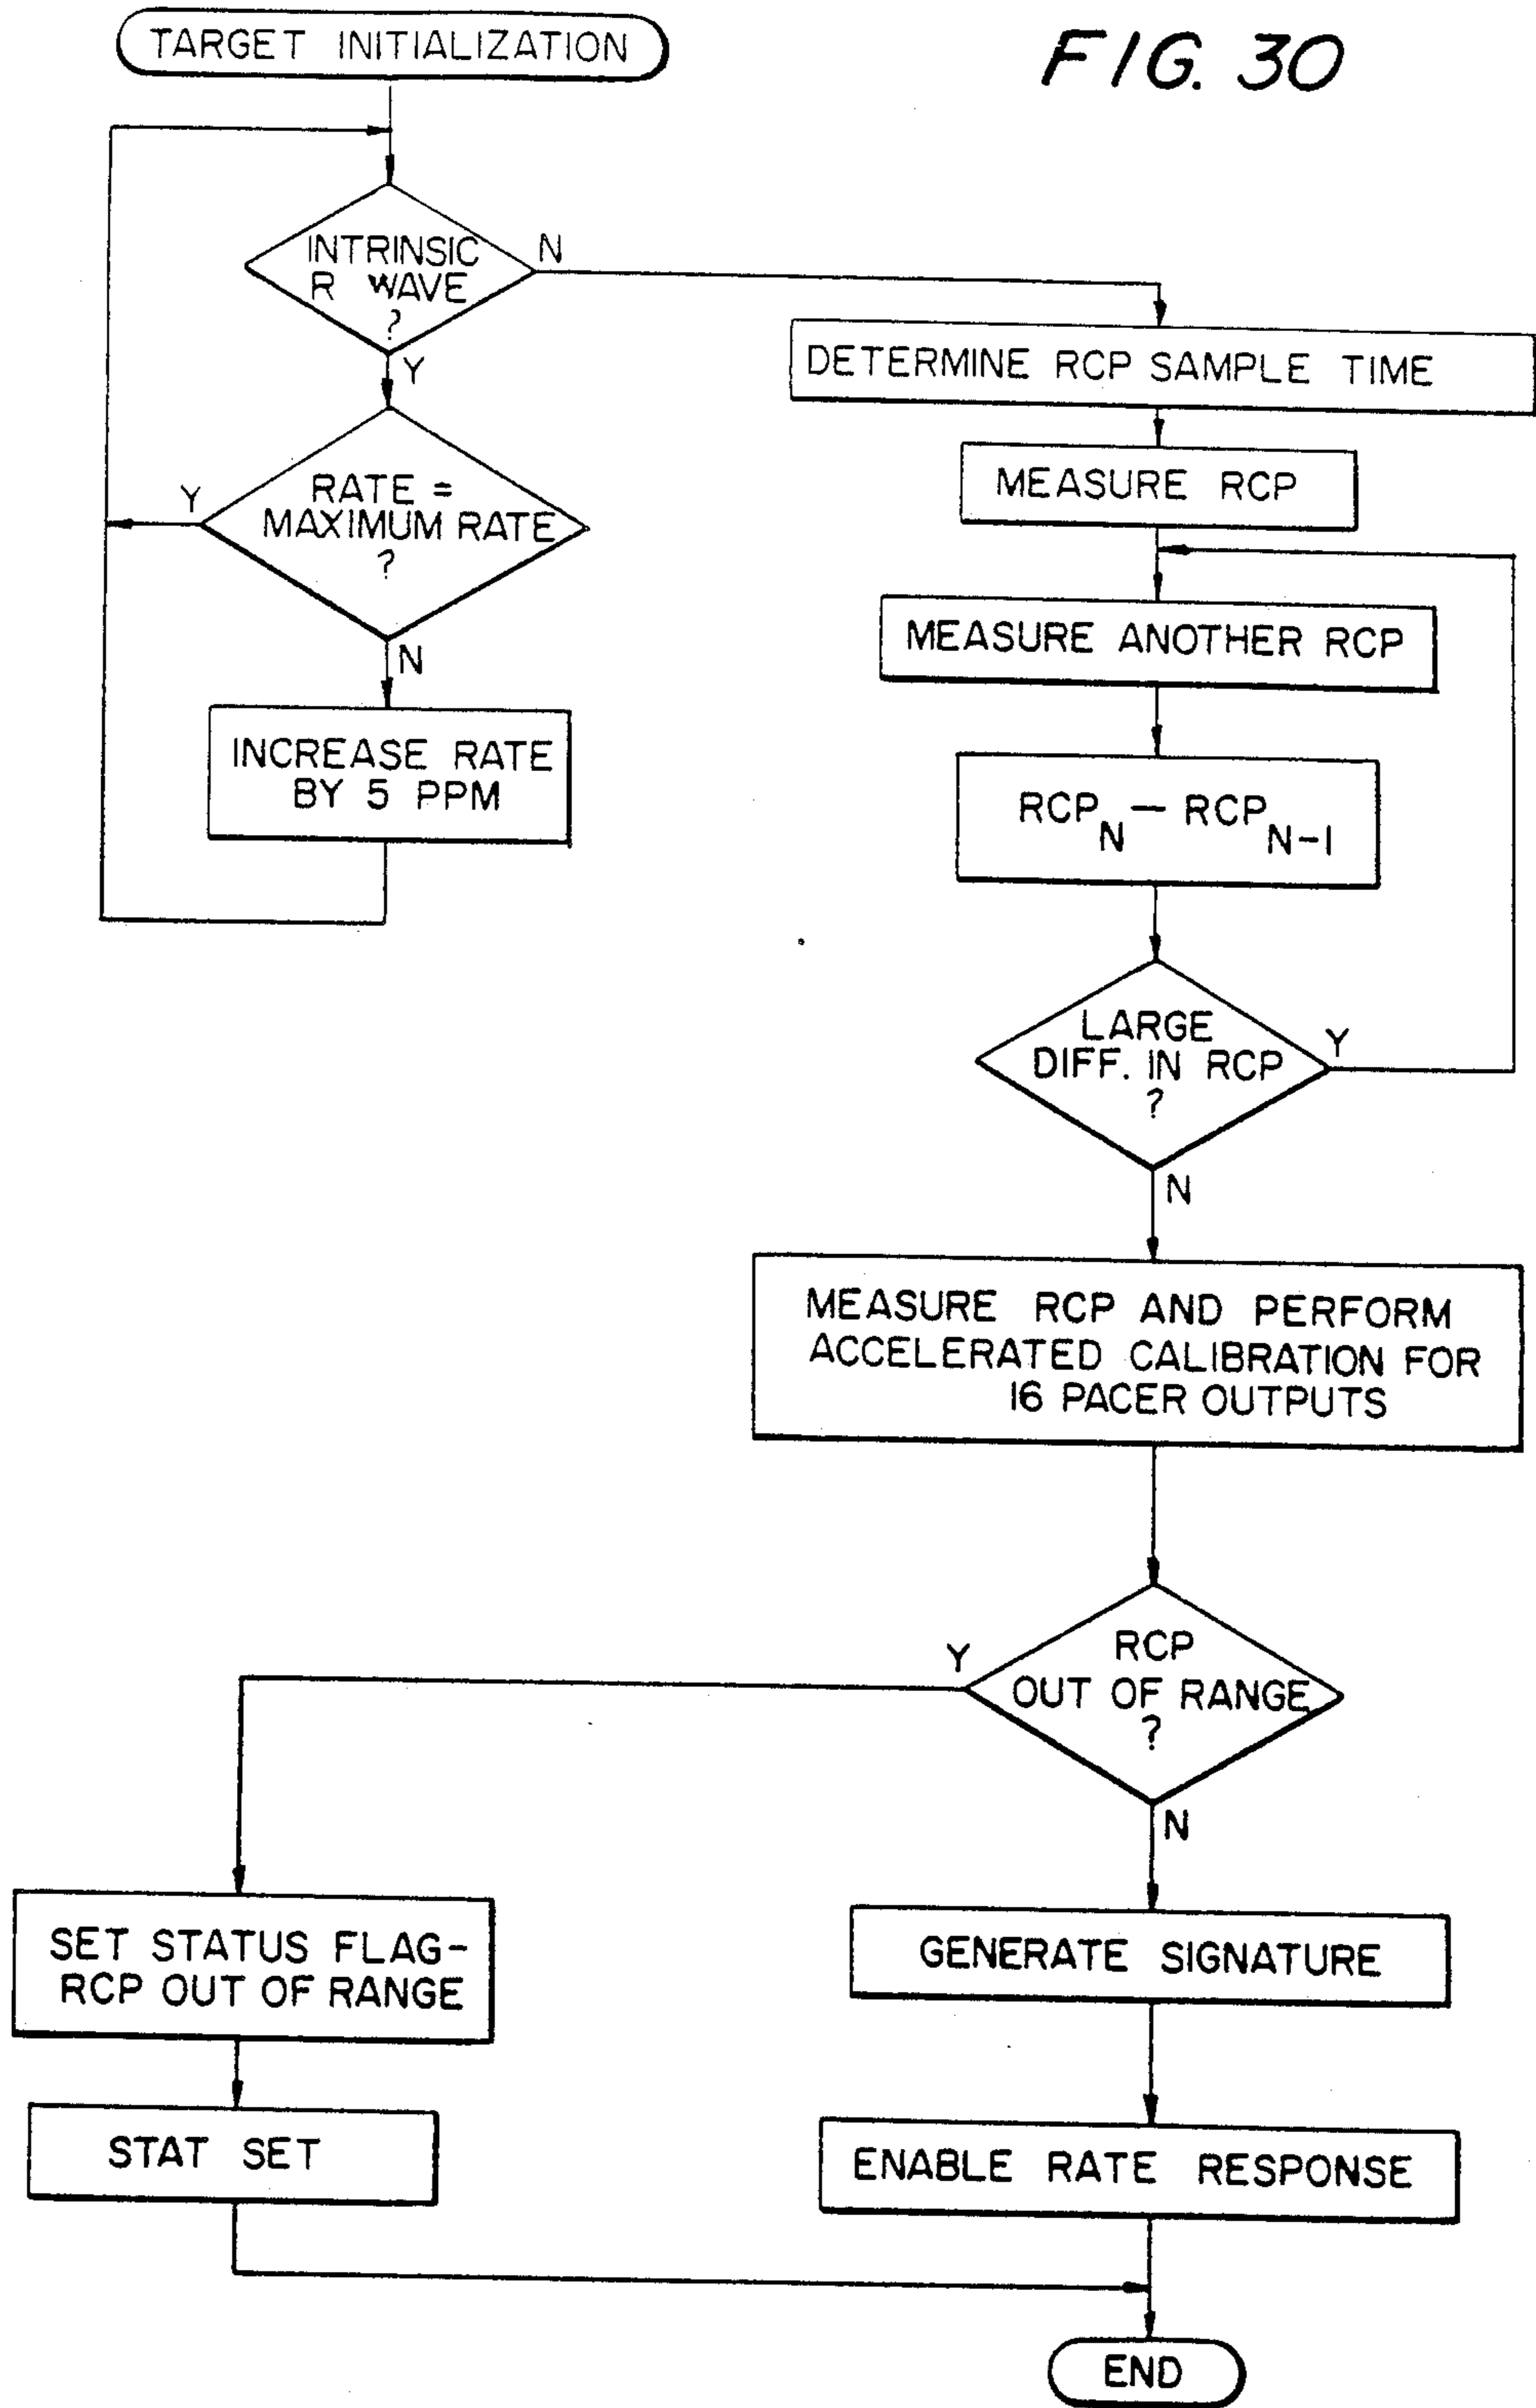 TARGET INITIALIZATION
FIG. 30
INTRINSIC
R WAVE
?
N
Y
DETERMINE RCP SAMPLE TIME
RATE =
MAXIMUM RATE
?
Y
N
MEASURE RCP
MEASURE ANOTHER RCP
INCREASE RATE
BY 5 PPM
RCP_N — RCP_N-1
LARGE
DIFF. IN RCP
?
Y
N
MEASURE RCP AND PERFORM
ACCELERATED CALIBRATION FOR
16 PACER OUTPUTS
RCP
OUT OF RANGE
?
Y
N
SET STATUS FLAG-
RCP OUT OF RANGE
GENERATE SIGNATURE
STAT SET
ENABLE RATE RESPONSE
END